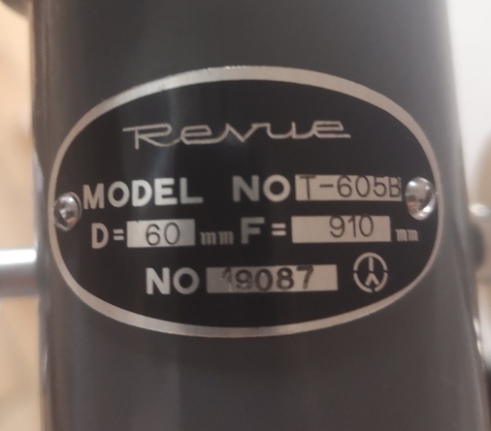 Revue
MODEL NO T-605B
D= 60 mm F= 910 mm
NO 19087